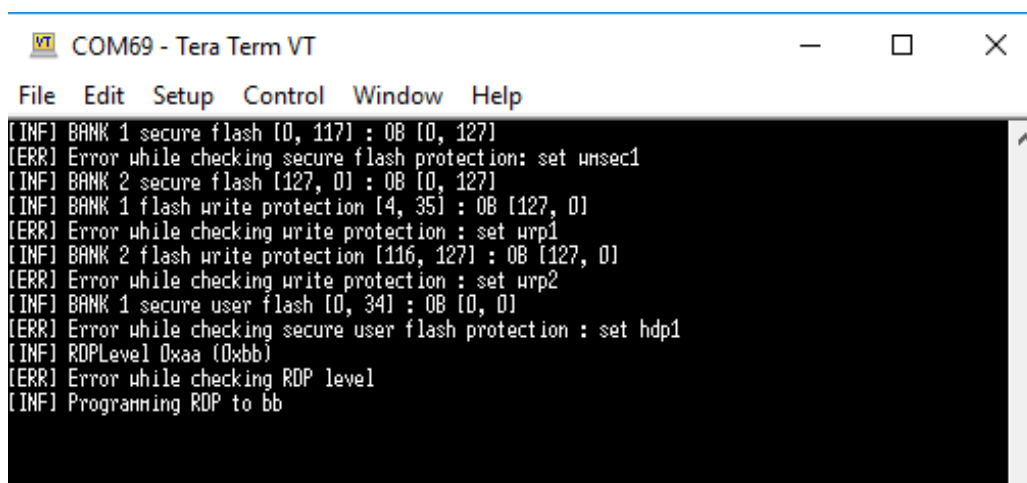 COM69 - Tera Term VT
File Edit Setup Control Window Help
[INF] BANK 1 secure flash [0, 117] : OB [0, 127]
[ERR] Error while checking secure flash protection: set wmsec1
[INF] BANK 2 secure flash [127, 0] : OB [0, 127]
[INF] BANK 1 flash write protection [4, 35] : OB [127, 0]
[ERR] Error while checking write protection : set wrp1
[INF] BANK 2 flash write protection [116, 127] : OB [127, 0]
[ERR] Error while checking write protection : set wrp2
[INF] BANK 1 secure user flash [0, 34] : OB [0, 0]
[ERR] Error while checking secure user flash protection : set hdp1
[INF] RDPLevel 0xaa (0xbb)
[ERR] Error while checking RDP level
[INF] Programming RDP to bb